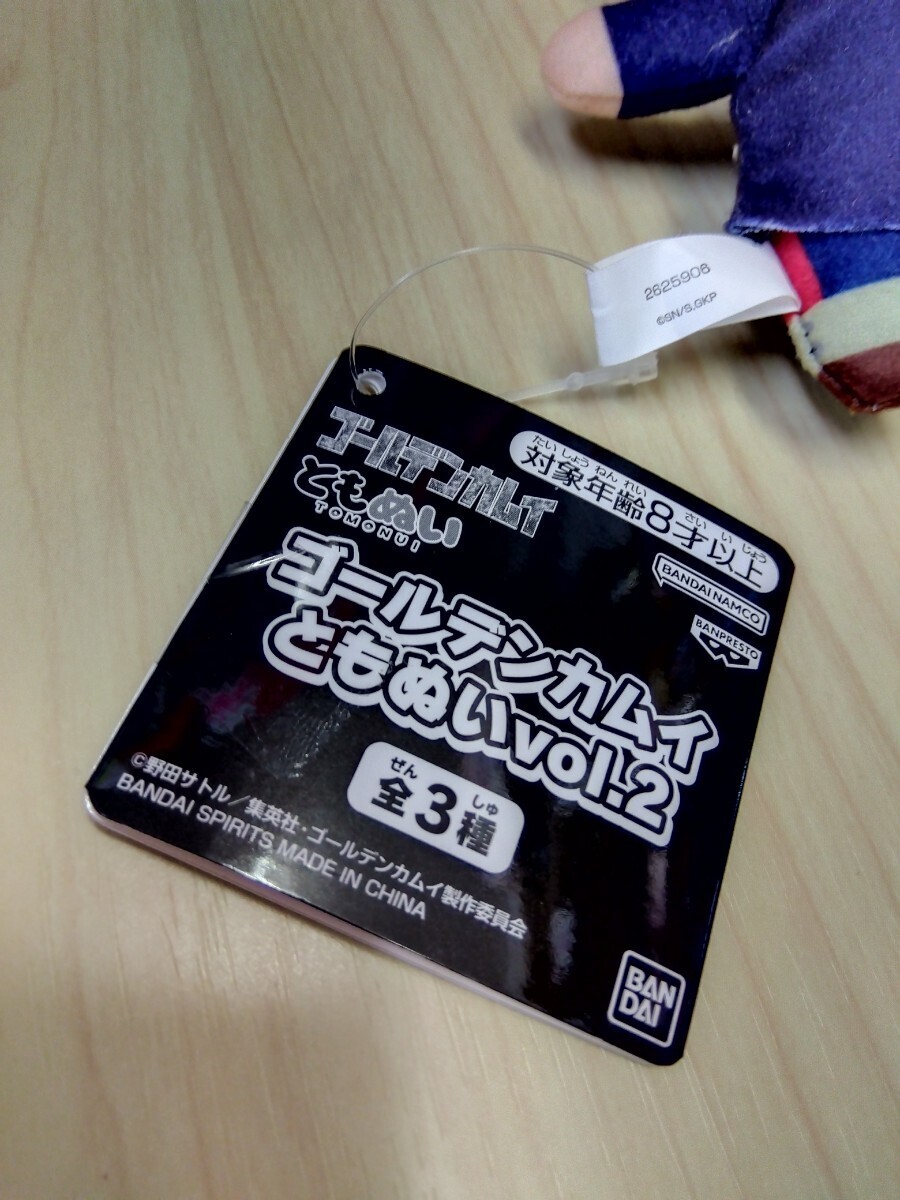 2625906
©SN/S.GKP
ゴールデンカムイ
ともぬい
TOMONUI
たいしょうねんれい さいいじょう
対象年齢8才以上
BANDAI NAMCO
BANPRESTO
ゴールデンカムイ
ともぬいvol.2
ぜん しゅ
全3種
©野田サトル/集英社・ゴールデンカムイ製作委員会
BANDAI SPIRITS MADE IN CHINA
BAN
DAI